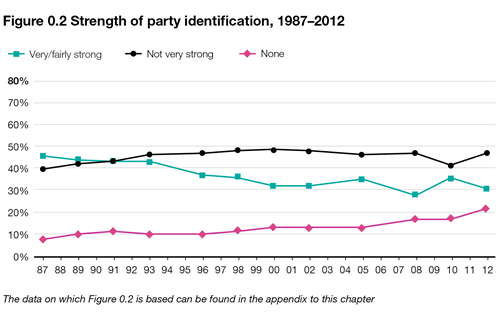 Figure 0.2 Strength of party identification, 1987–2012
Very/fairly strong Not very strong None
80%
70%
60%
50%
40%
30%
20%
10%
0%
87 88 89 90 91 92 93 94 95 96 97 98 99 00 01 02 03 04 05 06 07 08 09 10 11 12
The data on which Figure 0.2 is based can be found in the appendix to this chapter